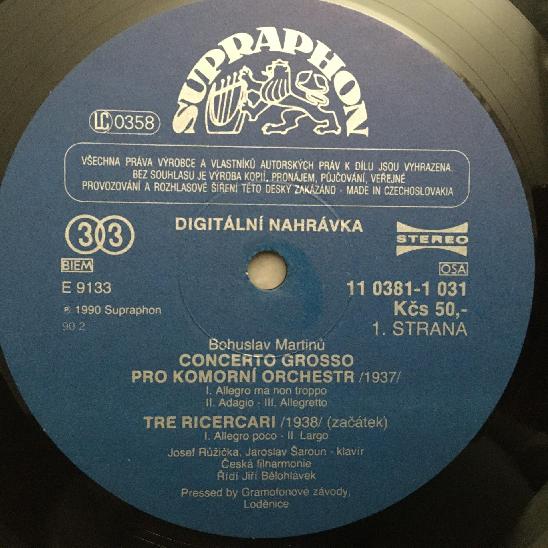 SUPRAPHON
LC 0358
VŠECHNA PRÁVA VÝROBCE A VLASTNÍKŮ AUTORSKÝCH PRÁV K DÍLU JSOU VYHRAZENA.
BEZ SOUHLASU JE VÝROBA KOPIÍ, PRONÁJEM, PŮJČOVÁNÍ, VEŘEJNÉ
PROVOZOVÁNÍ A ROZHLASOVÉ ŠÍŘENÍ TÉTO DESKY ZAKÁZÁNO - MADE IN CZECHOSLOVAKIA
33
DIGITÁLNÍ NAHRÁVKA
STEREO
BIEM
OSA
E 9133
11 0381-1 031
℗ 1990 Supraphon
Kčs 50,-
90 2
1. STRANA
Bohuslav Martinů
CONCERTO GROSSO
PRO KOMORNÍ ORCHESTR /1937/
I. Allegro ma non troppo
II. Adagio - III. Allegretto
TRE RICERCARI /1938/ (začátek)
I. Allegro poco - II. Largo
Josef Růžička, Jaroslav Šaroun - klavír
Česká filharmonie
Řídí Jiří Bělohlávek
Pressed by Gramofonové závody,
Loděnice